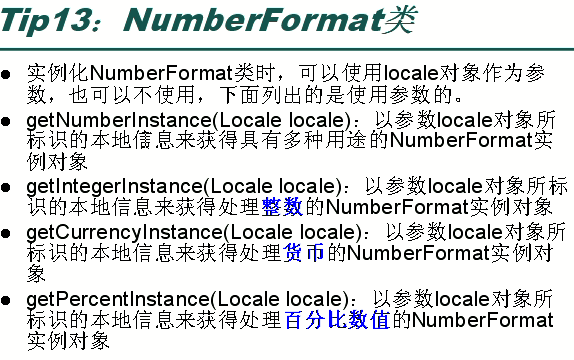 Tip13：NumberFormat类
● 实例化NumberFormat类时，可以使用locale对象作为参
数，也可以不使用，下面列出的是使用参数的。
● getNumberInstance(Locale locale)：以参数locale对象所
标识的本地信息来获得具有多种用途的NumberFormat实
例对象
● getIntegerInstance(Locale locale)：以参数locale对象所标
识的本地信息来获得处理整数的NumberFormat实例对象
● getCurrencyInstance(Locale locale)：以参数locale对象所
标识的本地信息来获得处理货币的NumberFormat实例对
象
● getPercentInstance(Locale locale)：以参数locale对象所
标识的本地信息来获得处理百分比数值的NumberFormat
实例对象